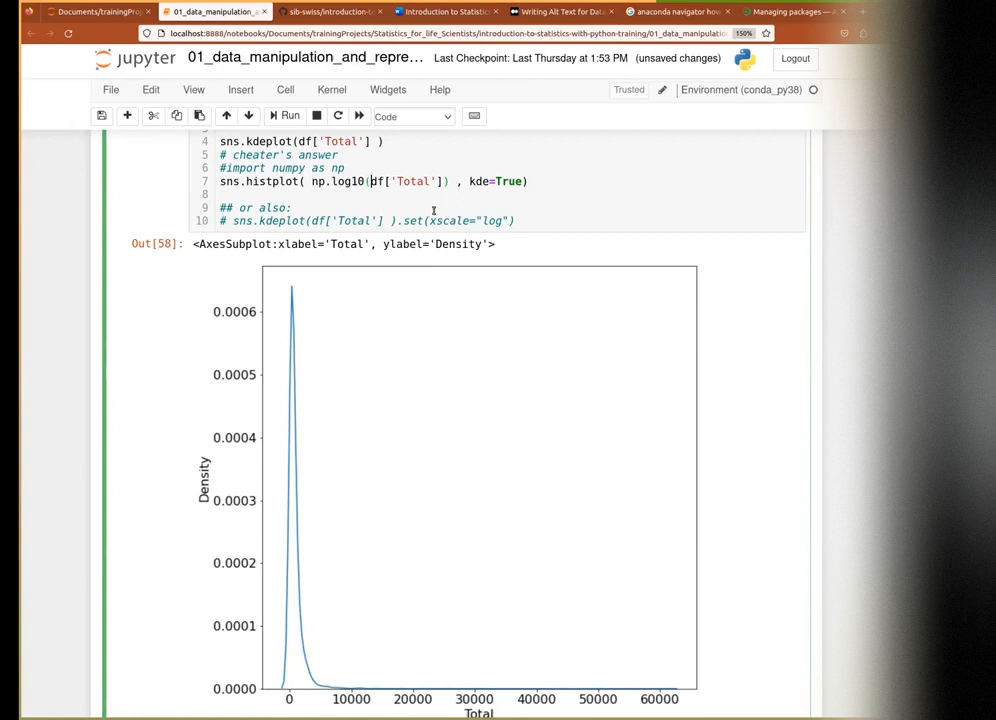 Documents/trainingProj
01_data_manipulation_a
sib-swiss/introduction-to
Introduction to Statistic
Writing Alt Text for Data
anaconda navigator how
Managing packages — A
localhost:8888/notebooks/Documents/trainingProjects/Statistics_for_life_Scientists/introduction-to-statistics-with-python-training/01_data_manipulatio
150%
jupyter 01_data_manipulation_and_repre... Last Checkpoint: Last Thursday at 1:53 PM (unsaved changes) Logout
File Edit View Insert Cell Kernel Widgets Help Trusted Environment (conda_py38)
Run Code
4 sns.kdeplot(df['Total'] )
5 # cheater's answer
6 #import numpy as np
7 sns.histplot( np.log10(df['Total']) , kde=True)
8
9 ## or also:
10 # sns.kdeplot(df['Total'] ).set(xscale="log")
Out[58]: <AxesSubplot:xlabel='Total', ylabel='Density'>
0.0006
0.0005
0.0004
Density
0.0003
0.0002
0.0001
0.0000
0 10000 20000 30000 40000 50000 60000
Total